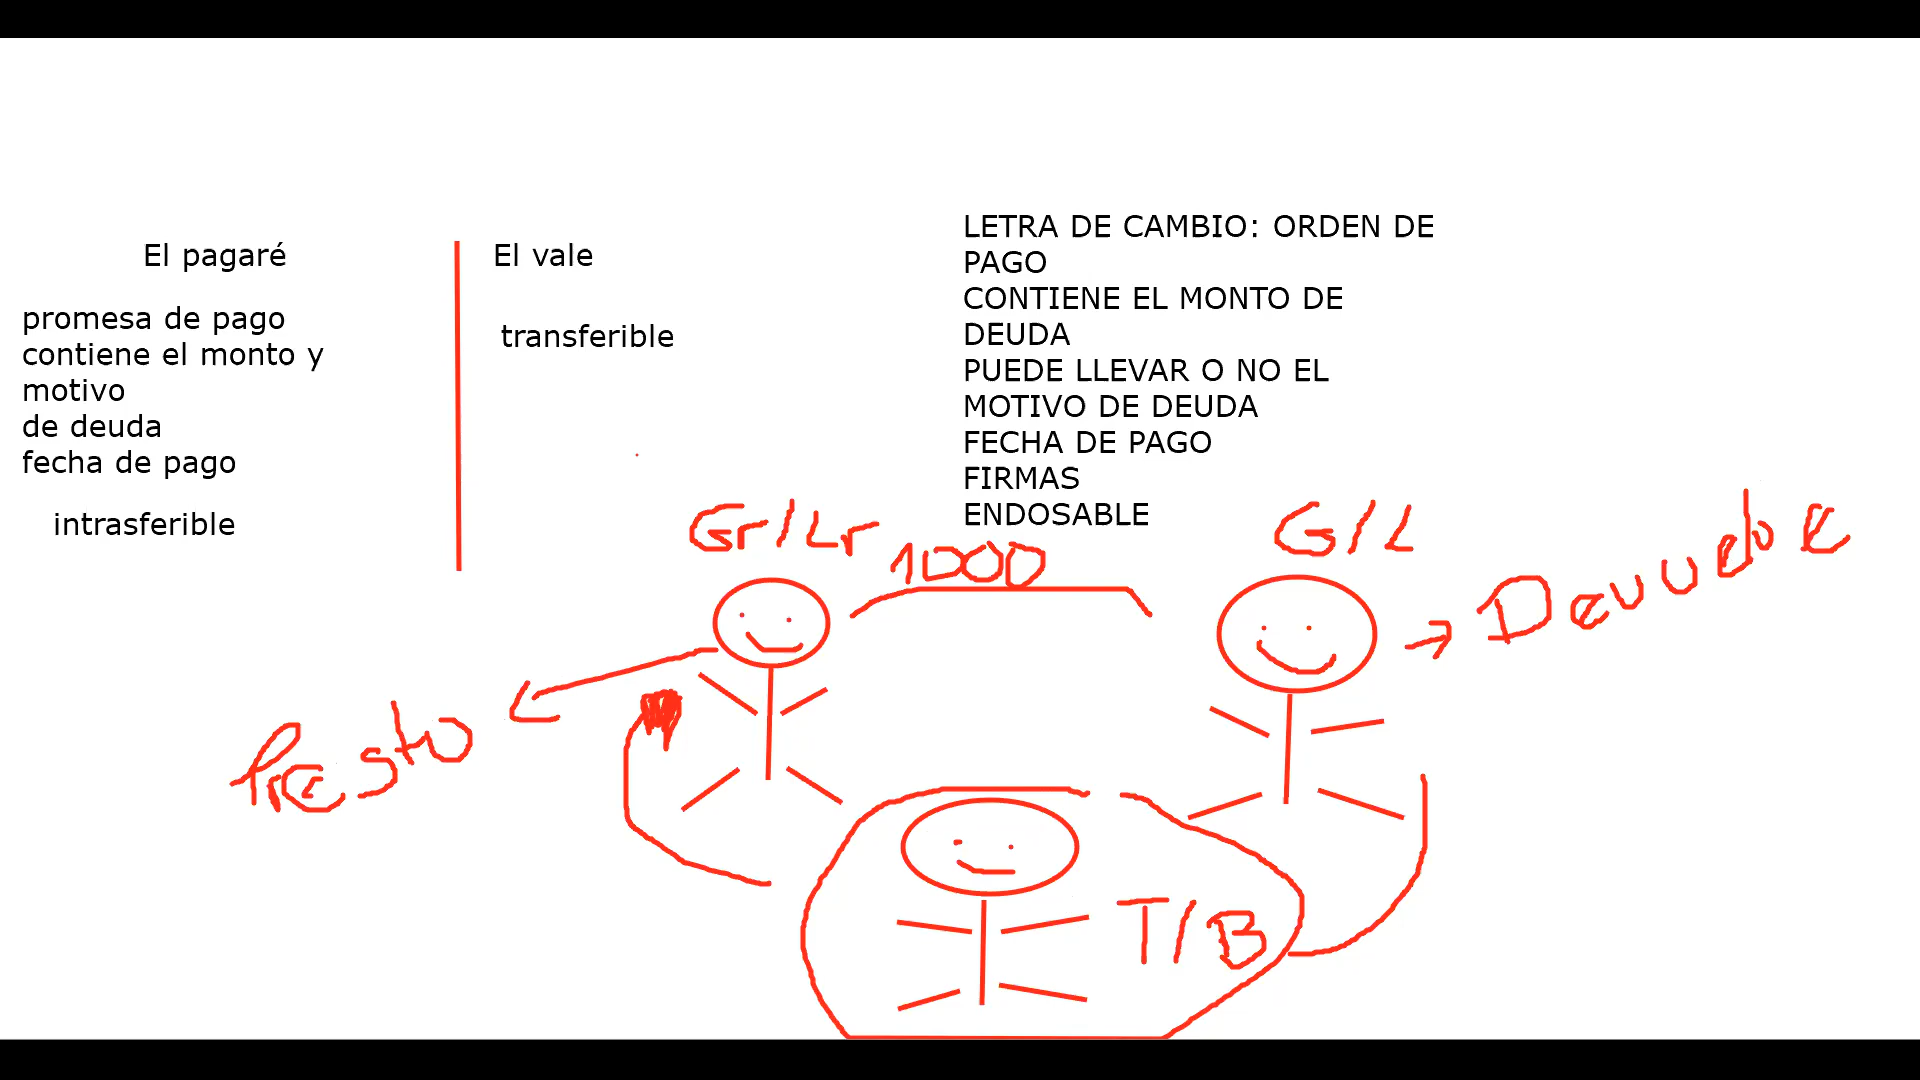 El pagaré
promesa de pago
contiene el monto y
motivo
de deuda
fecha de pago
intrasferible
El vale
transferible
LETRA DE CAMBIO: ORDEN DE
PAGO
CONTIENE EL MONTO DE
DEUDA
PUEDE LLEVAR O NO EL
MOTIVO DE DEUDA
FECHA DE PAGO
FIRMAS
ENDOSABLE
Gr/Lr
1000
G/L
Presto
T/B